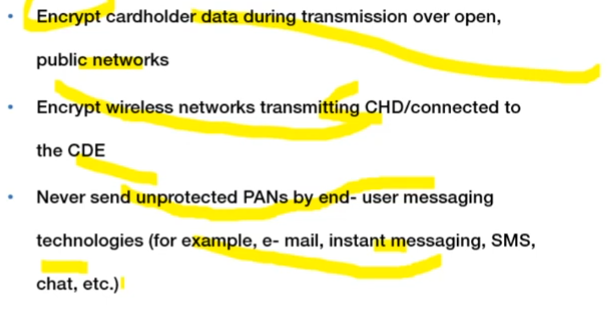 • Encrypt cardholder data during transmission over open,
public networks
• Encrypt wireless networks transmitting CHD/connected to
the CDE
• Never send unprotected PANs by end- user messaging
technologies (for example, e- mail, instant messaging, SMS,
chat, etc.)